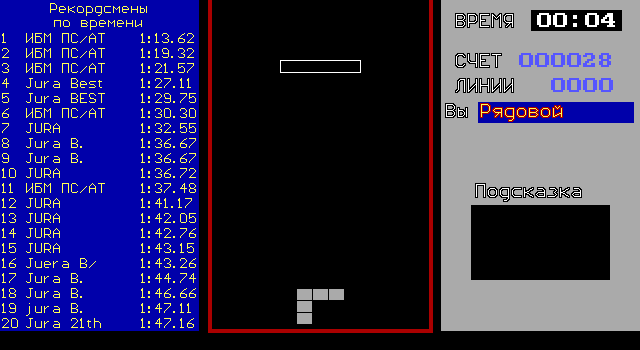 Рекордсмены
по времени
1 ИБМ ПС/АТ 1:13.62
2 ИБМ ПС/АТ 1:19.32
3 ИБМ ПС/АТ 1:21.57
4 Jura Best 1:27.11
5 Jura BEST 1:29.75
6 ИБМ ПС/АТ 1:30.30
7 JURA 1:32.55
8 Jura B. 1:36.67
9 Jura B. 1:36.67
10 JURA 1:36.72
11 ИБМ ПС/АТ 1:37.48
12 JURA 1:41.17
13 JURA 1:42.05
14 JURA 1:42.76
15 JURA 1:43.15
16 Juera B/ 1:43.26
17 Jura B. 1:44.74
18 Jura B. 1:46.66
19 jura B. 1:47.11
20 Jura 21th 1:47.16
ВРЕМЯ 00:04
СЧЕТ 000028
ЛИНИИ 0000
Вы Рядовой
Подсказка